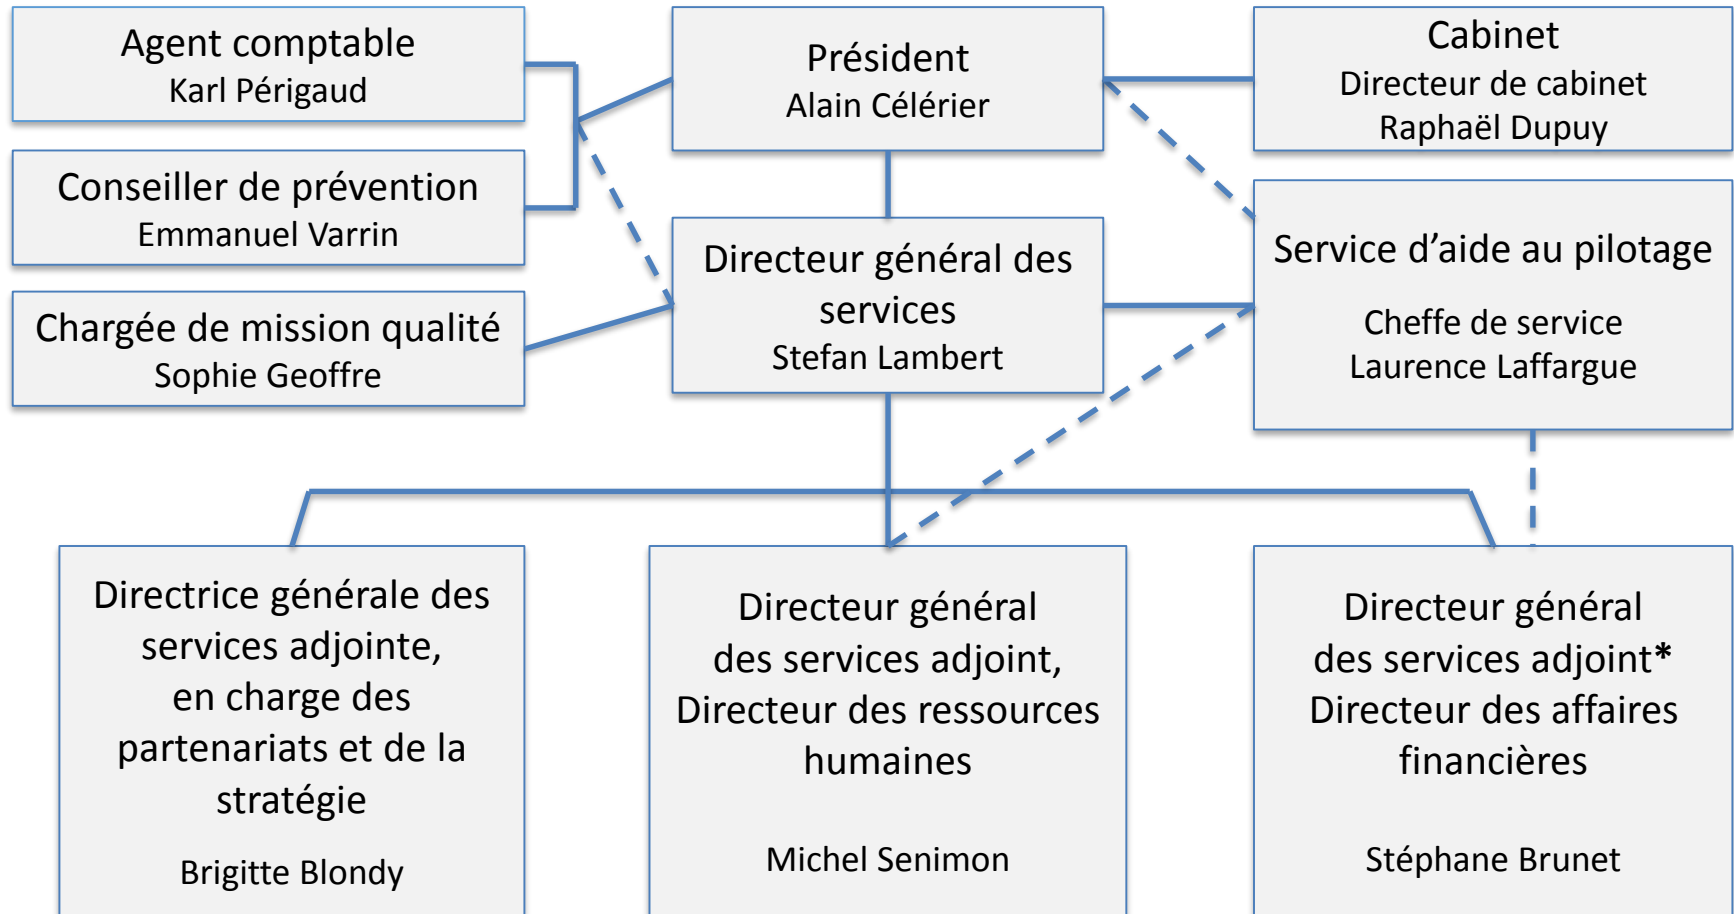 Agent comptable
Karl Périgaud
Président
Alain Célérier
Cabinet
Directeur de cabinet
Raphaël Dupuy
Conseiller de prévention
Emmanuel Varrin
Chargée de mission qualité
Sophie Geoffre
Directeur général des
services
Stefan Lambert
Service d’aide au pilotage
Cheffe de service
Laurence Laffargue
Directrice générale des
services adjointe,
en charge des
partenariats et de la
stratégie
Brigitte Blondy
Directeur général
des services adjoint,
Directeur des ressources
humaines
Michel Senimon
Directeur général
des services adjoint*
Directeur des affaires
financières
Stéphane Brunet